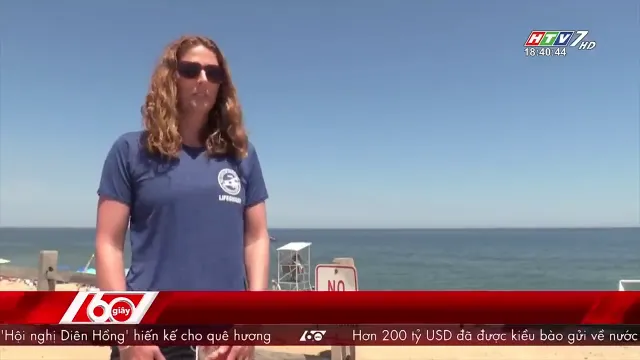 HTV7 HD
18:40:44
LIFEGUARD
NO
60 giây
'Hội nghị Diên Hồng' hiến kế cho quê hương 60 Hơn 200 tỷ USD đã được kiều bào gửi về nước